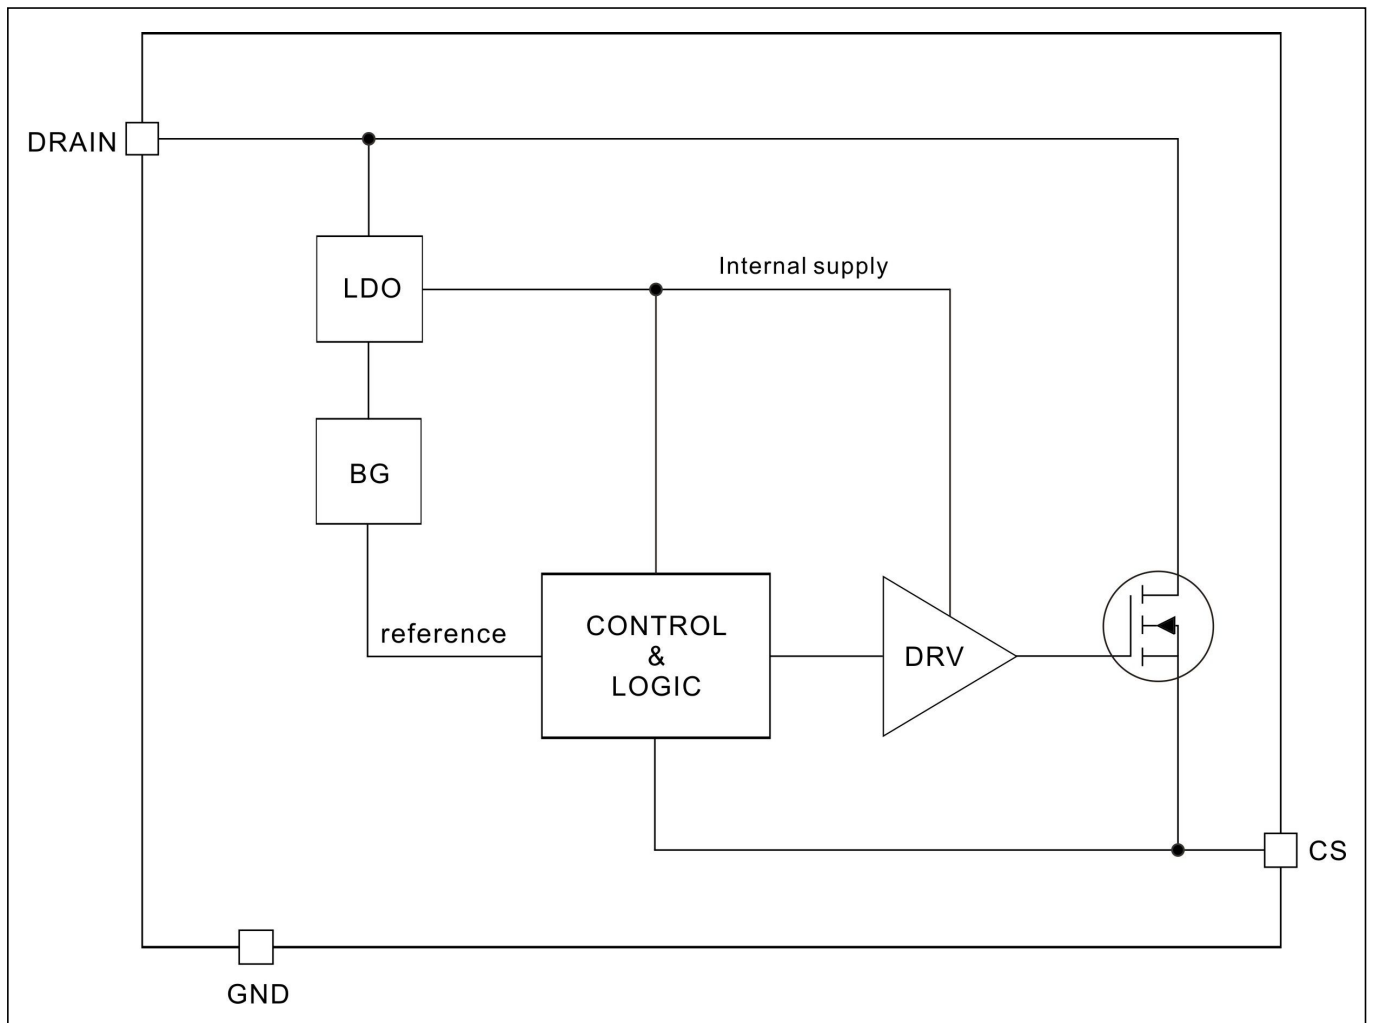 DRAIN
LDO
Internal supply
BG
reference
CONTROL
&
LOGIC
DRV
CS
GND